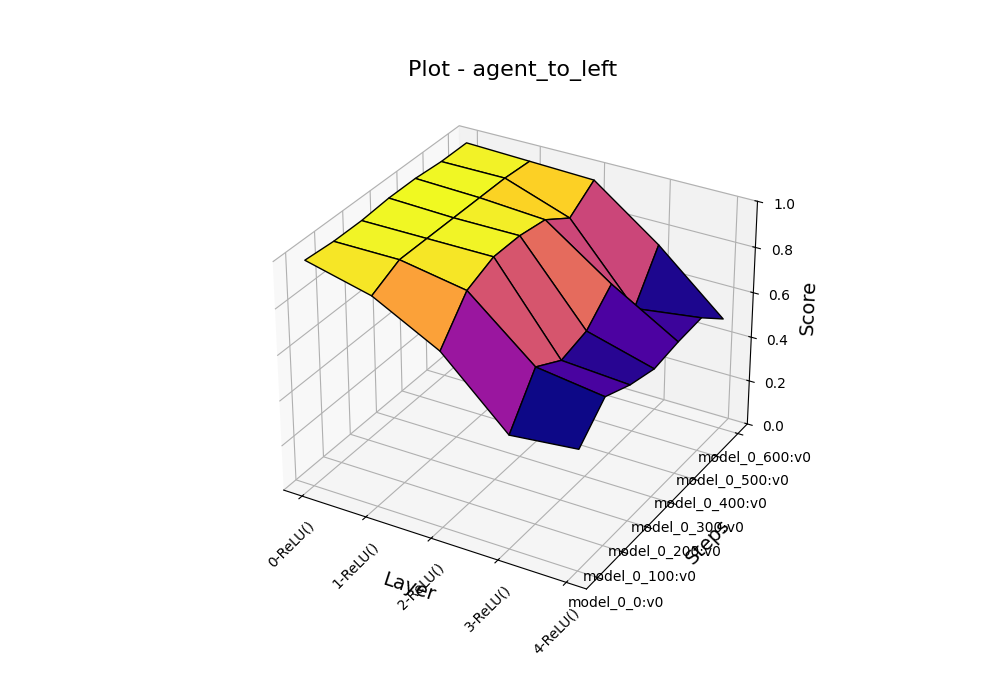 Plot - agent_to_left
1.0
0.8
0.6
0.4
0.2
0.0
Score
model_0_600:v0
model_0_500:v0
model_0_400:v0
model_0_300:v0
model_0_200:v0
model_0_100:v0
model_0_0:v0
Steps
0-ReLU()
1-ReLU()
2-ReLU()
3-ReLU()
4-ReLU()
Layer